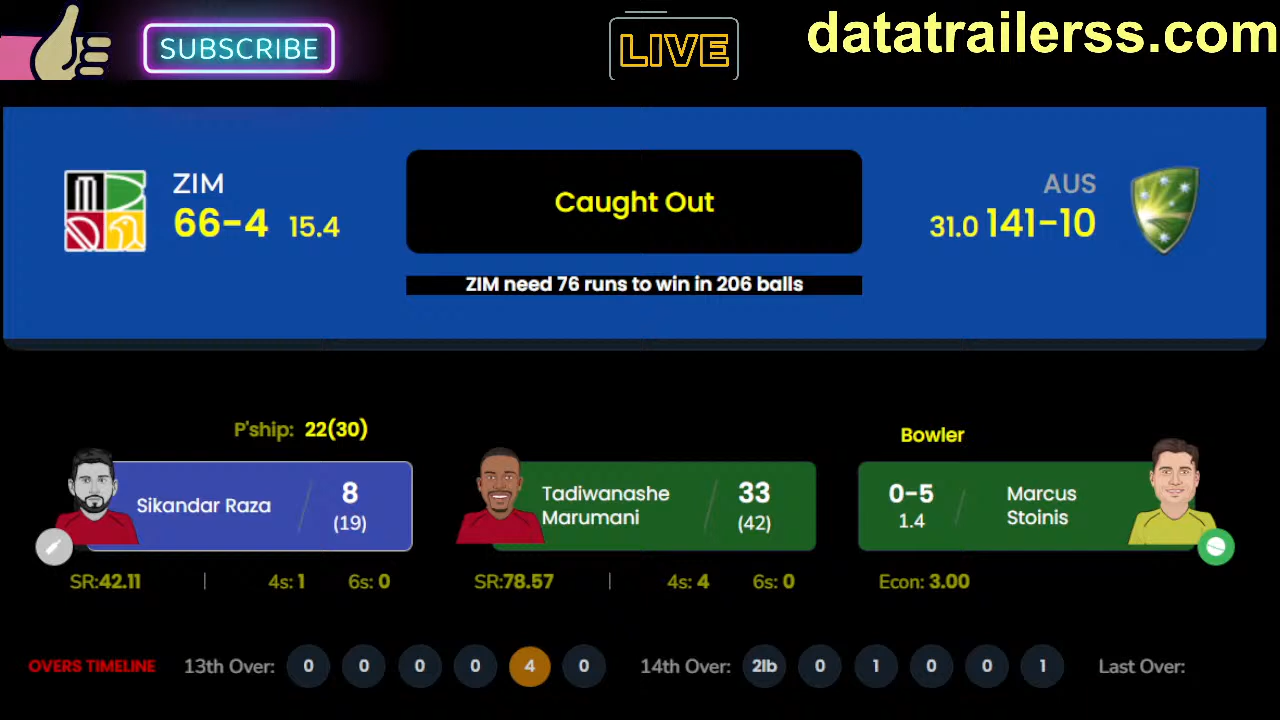 SUBSCRIBE
LIVE
datatrailerss.com
ZIM
66-4 15.4
Caught Out
AUS
31.0 141-10
ZIM need 76 runs to win in 206 balls
P'ship: 22(30)
Bowler
Sikandar Raza
8
(19)
Tadiwanashe
Marumani
33
(42)
0-5
1.4
Marcus
Stoinis
SR:42.11 | 4s: 1 6s: 0
SR:78.57 | 4s: 4 6s: 0
Econ: 3.00
OVERS TIMELINE 13th Over: 0 0 0 0 4 0 14th Over: 2lb 0 1 0 0 1 Last Over: